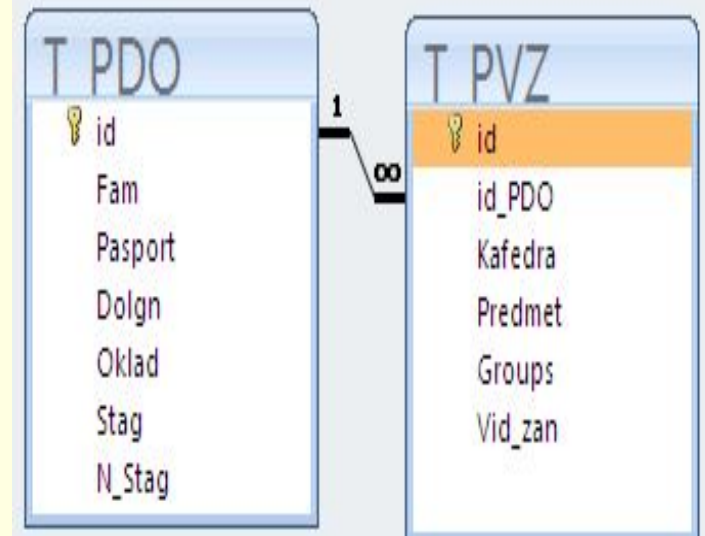 T_PDO
id
Fam
Pasport
Dolgn
Oklad
Stag
N_Stag
1
∞
T_PVZ
id
id_PDO
Kafedra
Predmet
Groups
Vid_zan